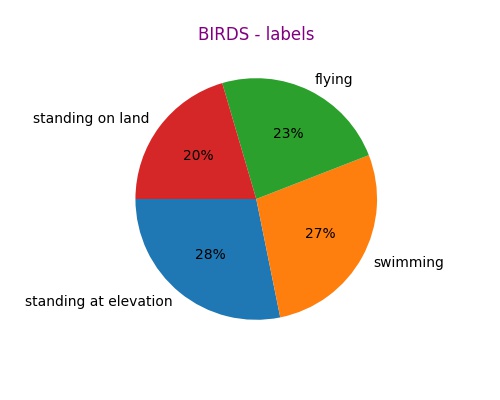 BIRDS - labels
flying
standing on land
23%
20%
27%
28%
swimming
standing at elevation